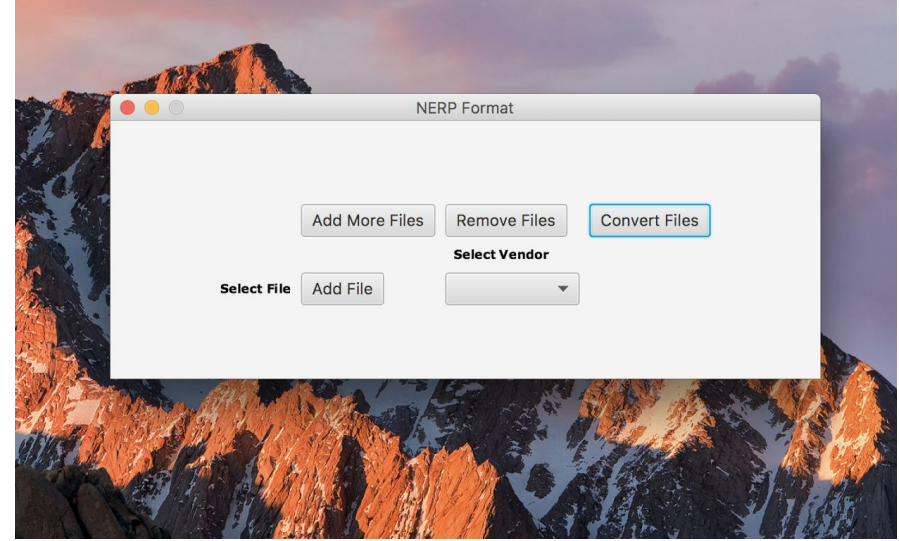 NERP Format
Add More Files Remove Files Convert Files
Select Vendor
Select File Add File